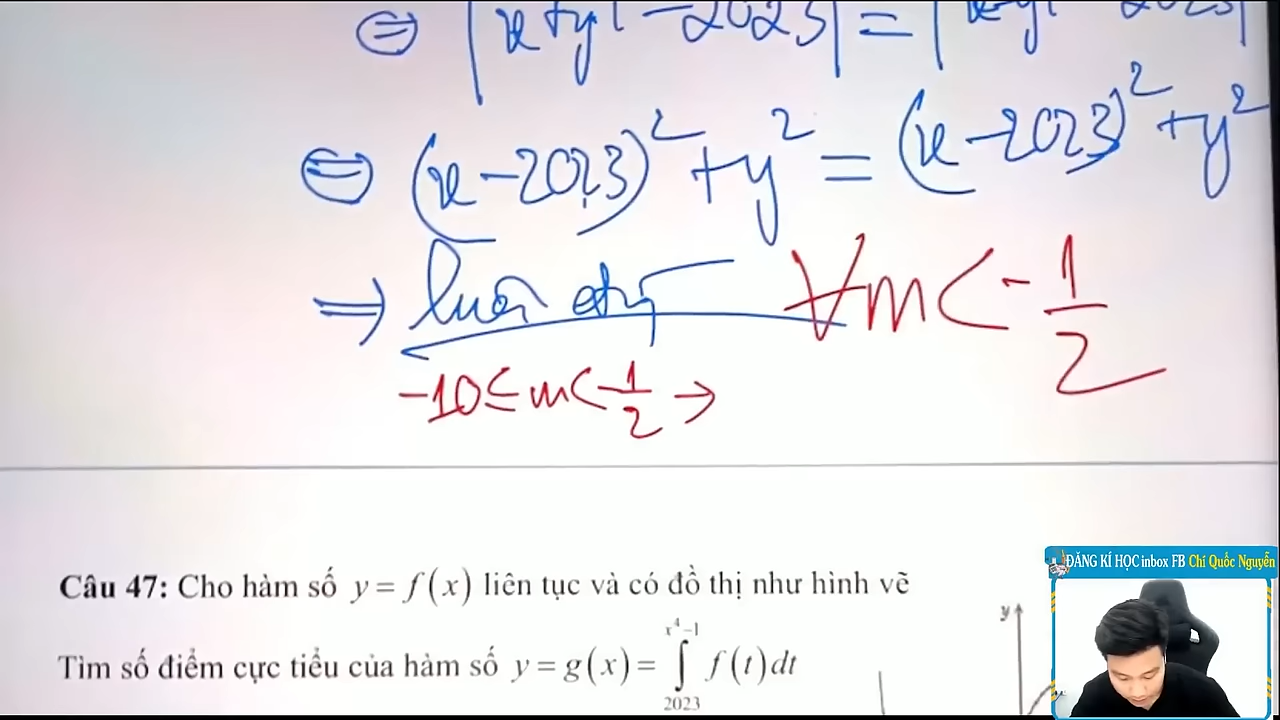 ⇔ |x+yi -2023| = |x-yi -2023|
⇔ (x-2023)² + y² = (x-2023)² + y²
⇒ luôn đúng ∀m < -1/2
-10 ≤ m < -1/2 →
Câu 47: Cho hàm số y = f(x) liên tục và có đồ thị như hình vẽ
Tìm số điểm cực tiểu của hàm số y = g(x) = ∫_{2023}^{x⁴-1} f(t)dt
y
ĐĂNG KÍ HỌC inbox FB Chí Quốc Nguyễn